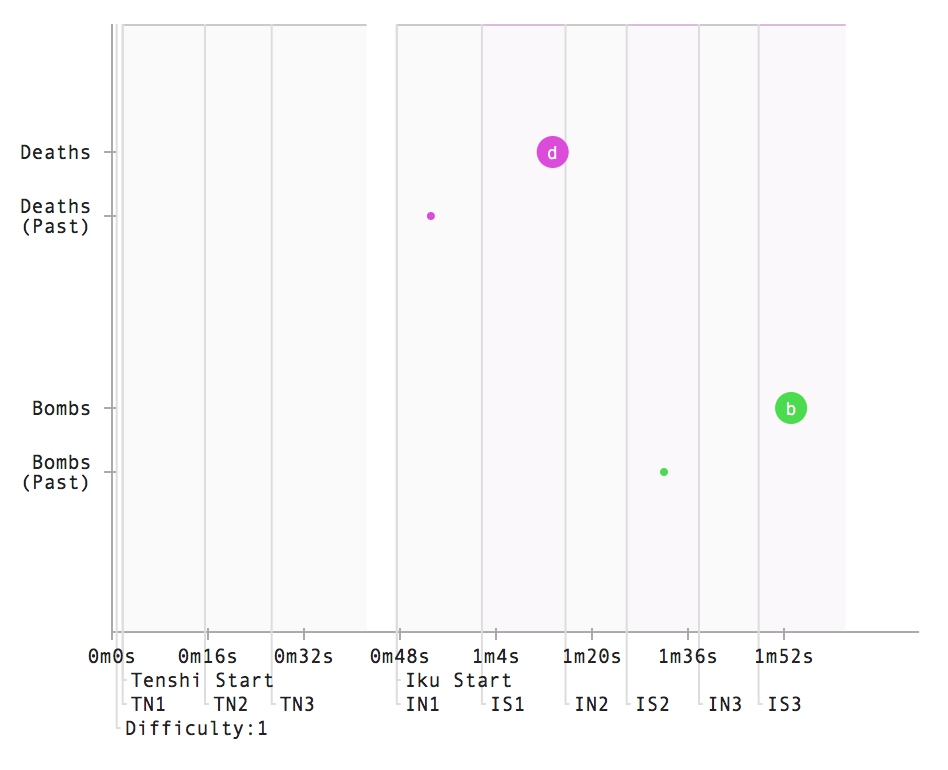 Deaths
d
Deaths
(Past)
Bombs
b
Bombs
(Past)
0m0s 0m16s 0m32s 0m48s 1m4s 1m20s 1m36s 1m52s
Tenshi Start Iku Start
TN1 TN2 TN3 IN1 IS1 IN2 IS2 IN3 IS3
Difficulty:1